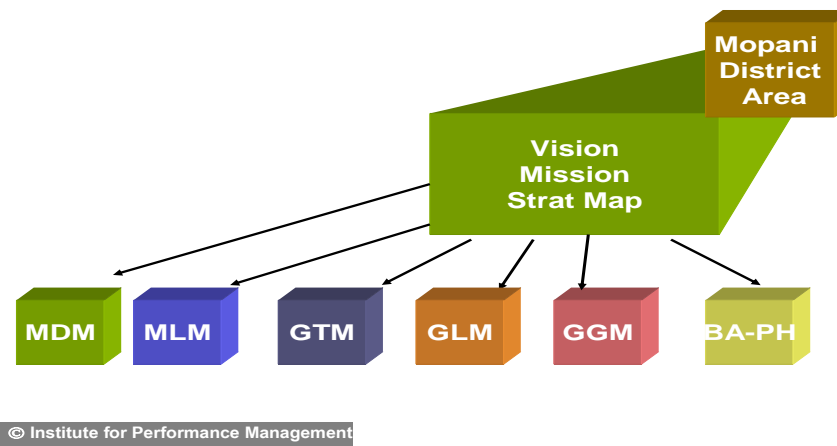 Mopani
District
Area
Vision
Mission
Strat Map
MDM
MLM
GTM
GLM
GGM
BA-PH
© Institute for Performance Management